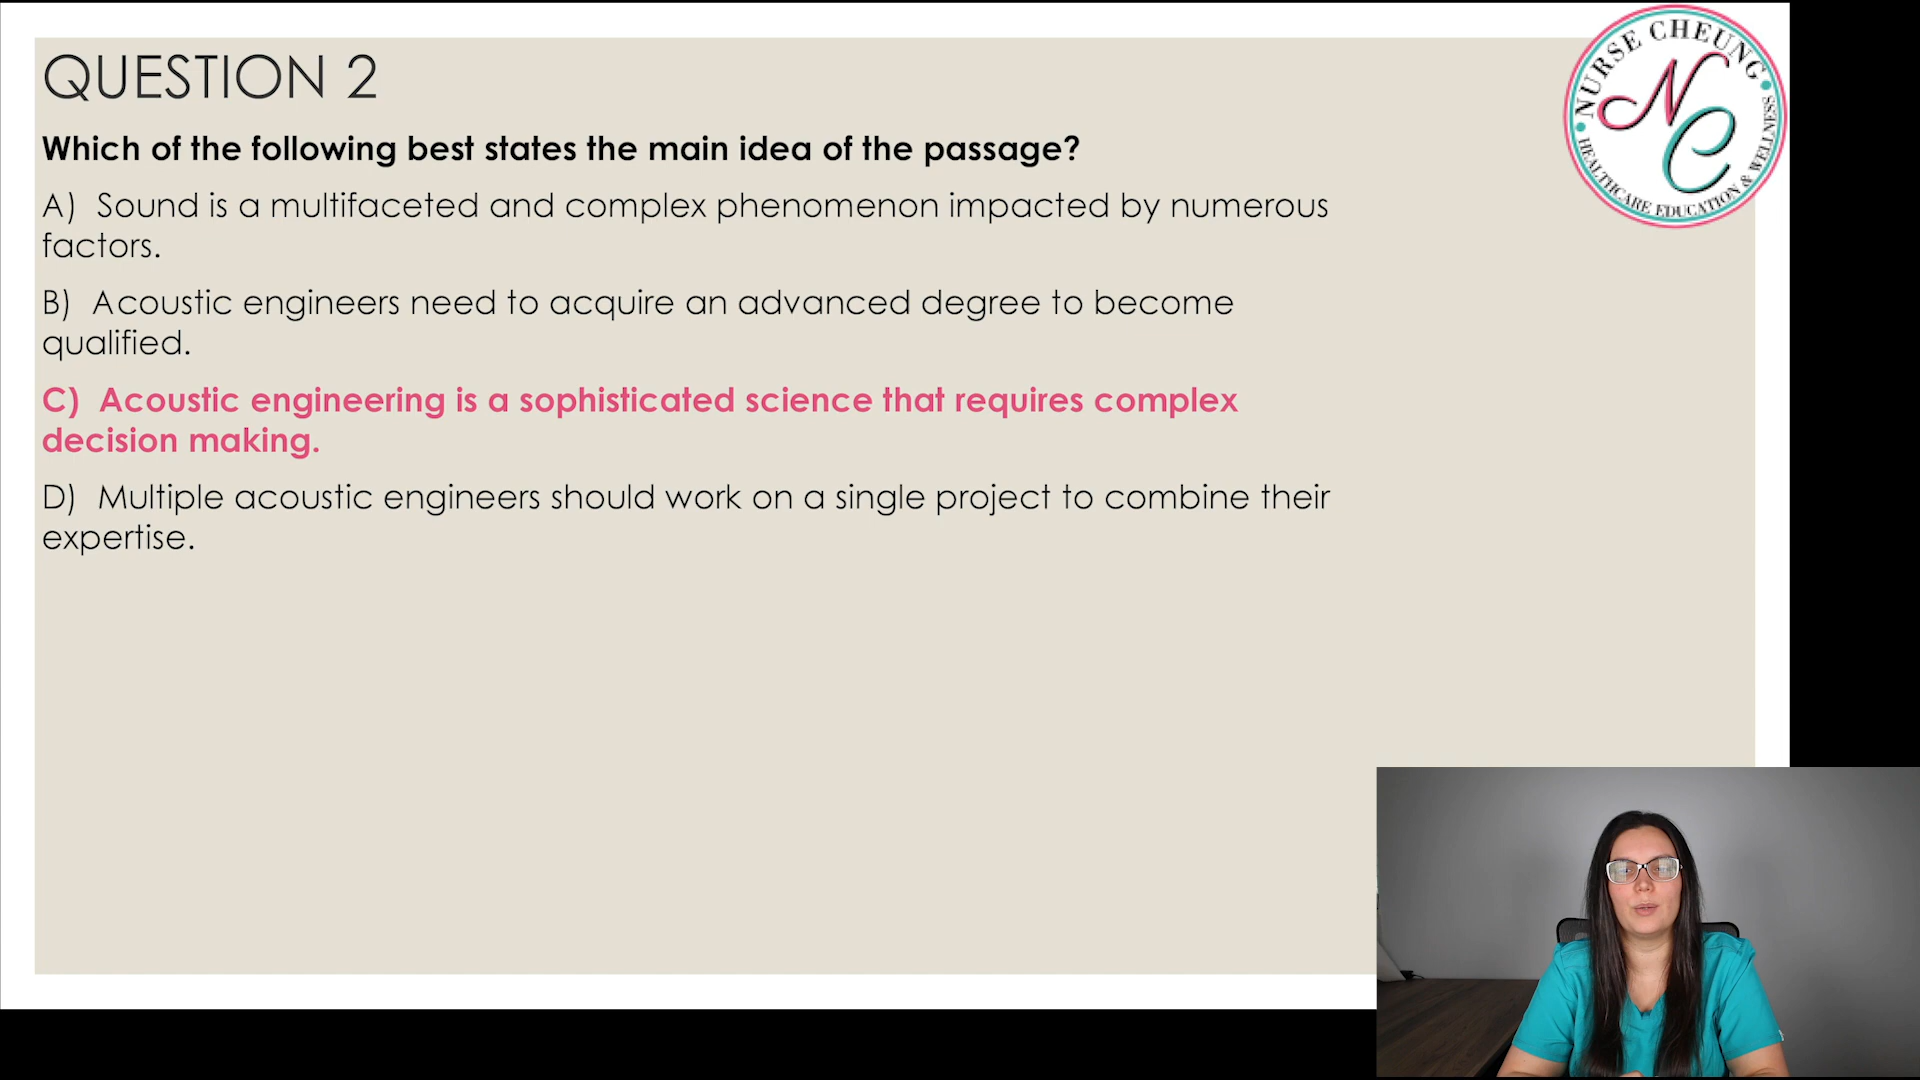 QUESTION 2
Which of the following best states the main idea of the passage?
A) Sound is a multifaceted and complex phenomenon impacted by numerous
factors.
B) Acoustic engineers need to acquire an advanced degree to become
qualified.
C) Acoustic engineering is a sophisticated science that requires complex
decision making.
D) Multiple acoustic engineers should work on a single project to combine their
expertise.
NURSE CHEUNG
NC
HEALTHCARE EDUCATION & WELLNESS